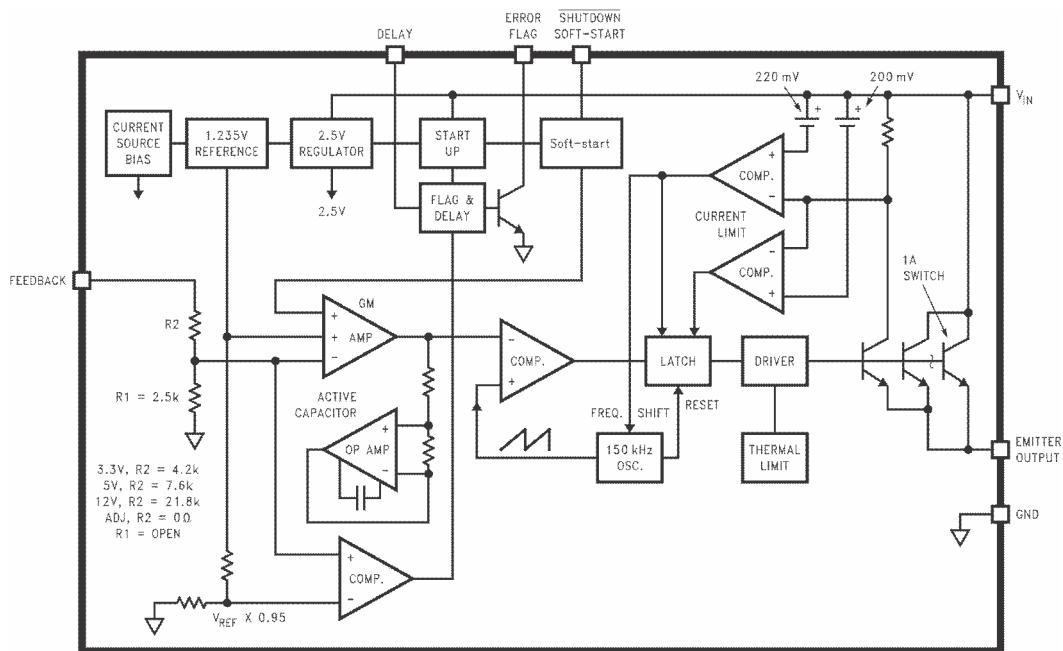 DELAY
ERROR
FLAG
SHUTDOWN
SOFT-START
220 mV
200 mV
+
+
V_IN
CURRENT
SOURCE
BIAS
1.235V
REFERENCE
2.5V
REGULATOR
START
UP
Soft-start
+
COMP.
−
2.5V
FLAG &
DELAY
CURRENT
LIMIT
−
COMP.
+
1A
SWITCH
FEEDBACK
GM
R2
+
+
AMP
−
−
COMP.
+
LATCH
DRIVER
R1 = 2.5k
ACTIVE
CAPACITOR
+
OP AMP
−
FREQ. SHIFT
RESET
150 kHz
OSC.
THERMAL
LIMIT
EMITTER
OUTPUT
3.3V, R2 = 4.2k
5V, R2 = 7.6k
12V, R2 = 21.8k
ADJ, R2 = 0Ω
R1 = OPEN
GND
+
COMP.
−
V_REF X 0.95